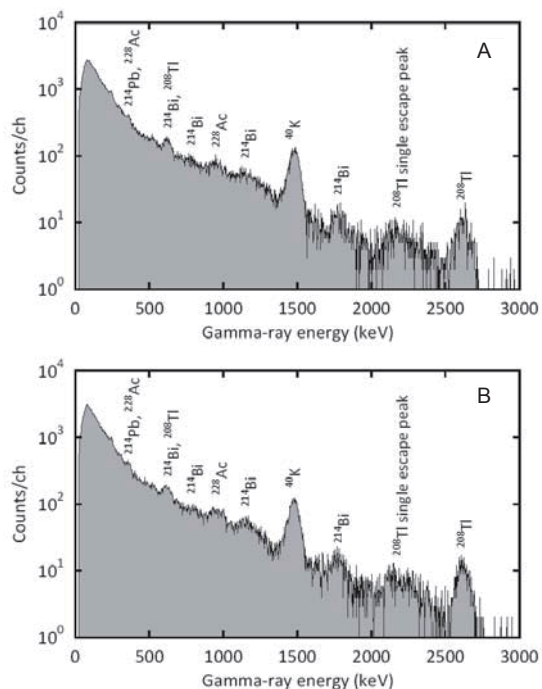 A
10⁴
10³
10²
10¹
10⁰
Counts/ch
²¹⁴Pb, ²²⁸Ac
²¹⁴Bi, ²⁰⁸Tl
²¹⁴Bi
²²⁸Ac
²¹⁴Bi
⁴⁰K
²¹⁴Bi
²⁰⁸Tl single escape peak
²⁰⁸Tl
0 500 1000 1500 2000 2500 3000
Gamma-ray energy (keV)
B
10⁴
10³
10²
10¹
10⁰
Counts/ch
²¹⁴Pb, ²²⁸Ac
²¹⁴Bi, ²⁰⁸Tl
²¹⁴Bi
²²⁸Ac
²¹⁴Bi
⁴⁰K
²¹⁴Bi
²⁰⁸Tl single escape peak
²⁰⁸Tl
0 500 1000 1500 2000 2500 3000
Gamma-ray energy (keV)